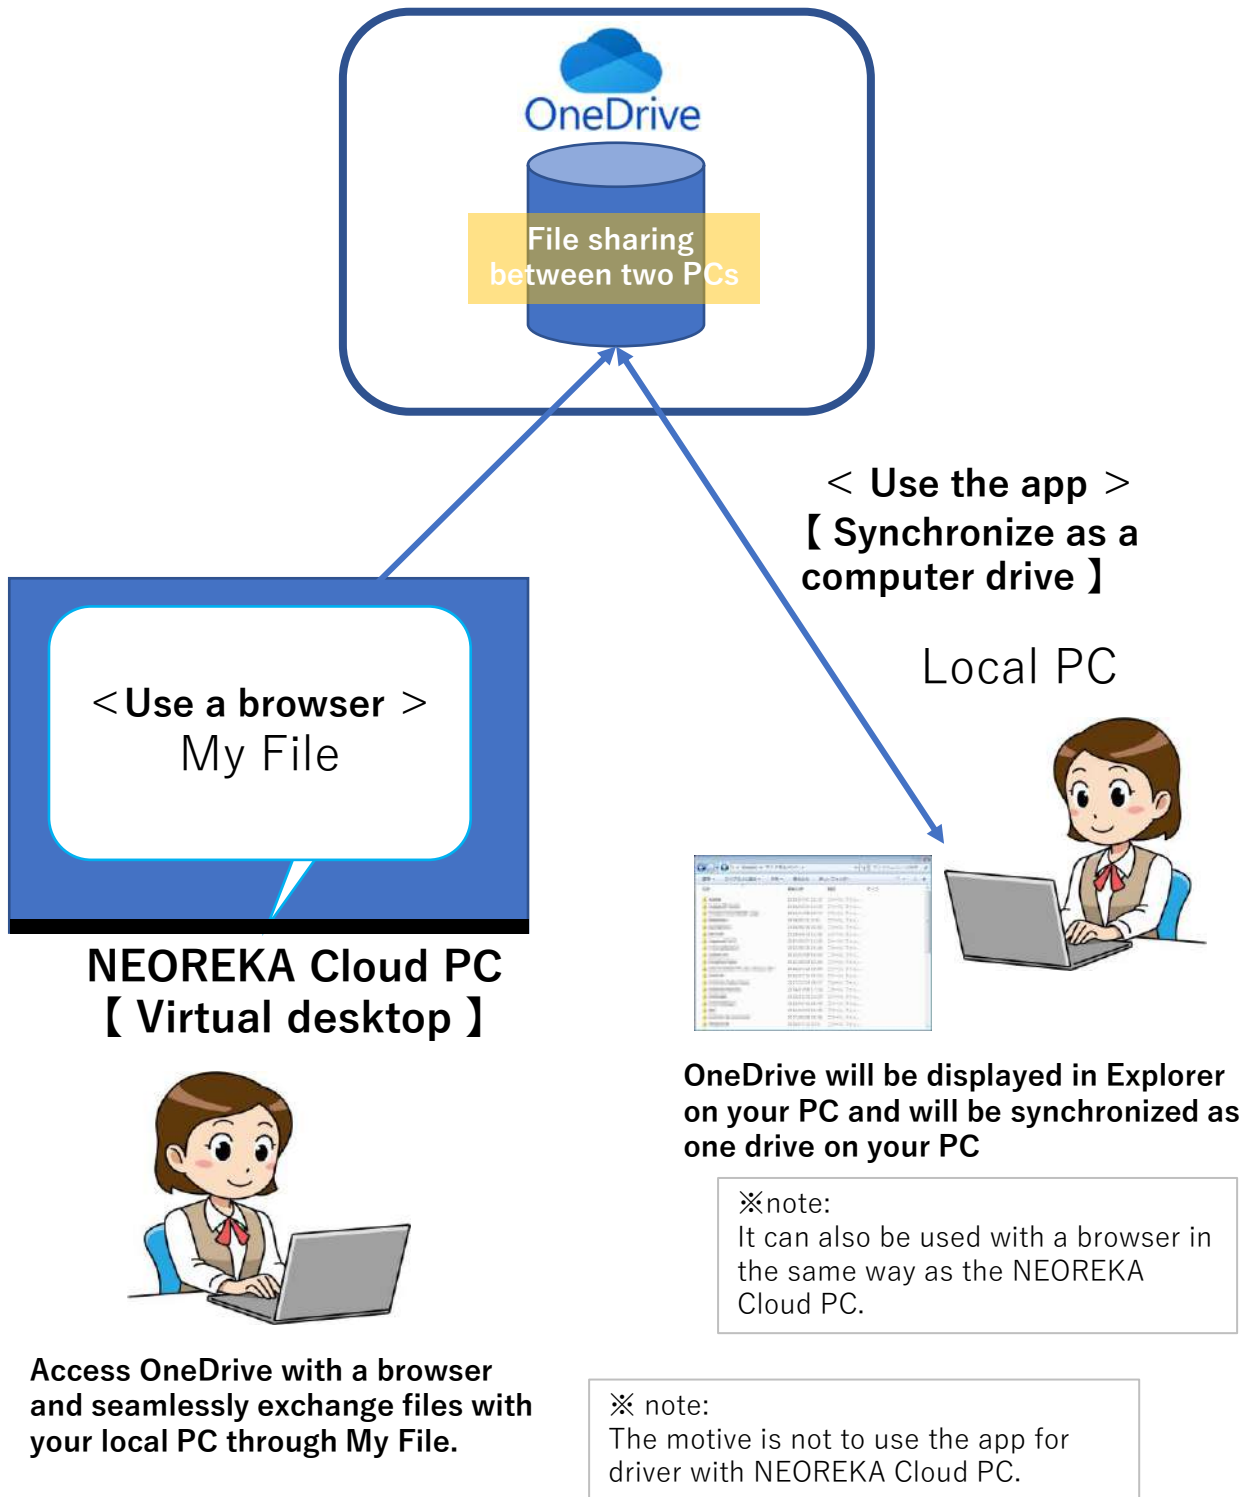 OneDrive
File sharing
between two PCs
< Use the app >
【 Synchronize as a
computer drive 】
Local PC
<Use a browser >
My File
NEOREKA Cloud PC
【 Virtual desktop 】
OneDrive will be displayed in Explorer
on your PC and will be synchronized as
one drive on your PC
※note:
It can also be used with a browser in
the same way as the NEOREKA
Cloud PC.
Access OneDrive with a browser
and seamlessly exchange files with
your local PC through My File.
※ note:
The motive is not to use the app for
driver with NEOREKA Cloud PC.